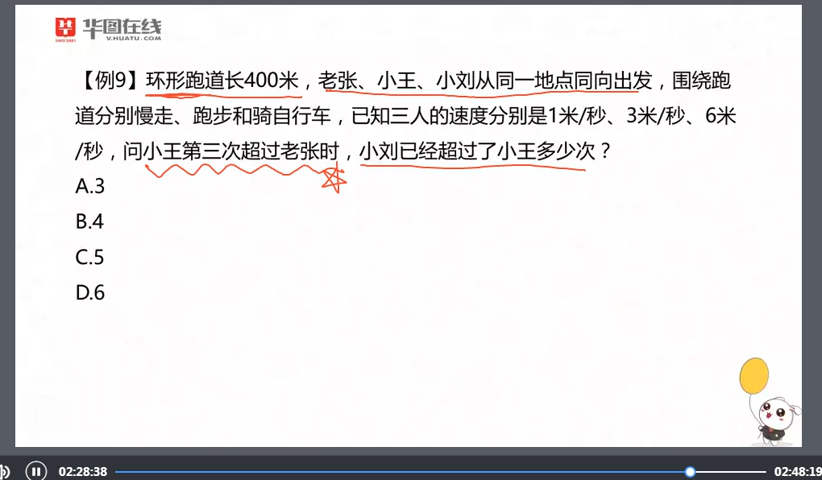 华图在线
V.HUATU.COM
【例9】环形跑道长400米，老张、小王、小刘从同一地点同向出发，围绕跑
道分别慢走、跑步和骑自行车，已知三人的速度分别是1米/秒、3米/秒、6米
/秒，问小王第三次超过老张时，小刘已经超过了小王多少次？
A.3
B.4
C.5
D.6
02:28:38
02:48:19